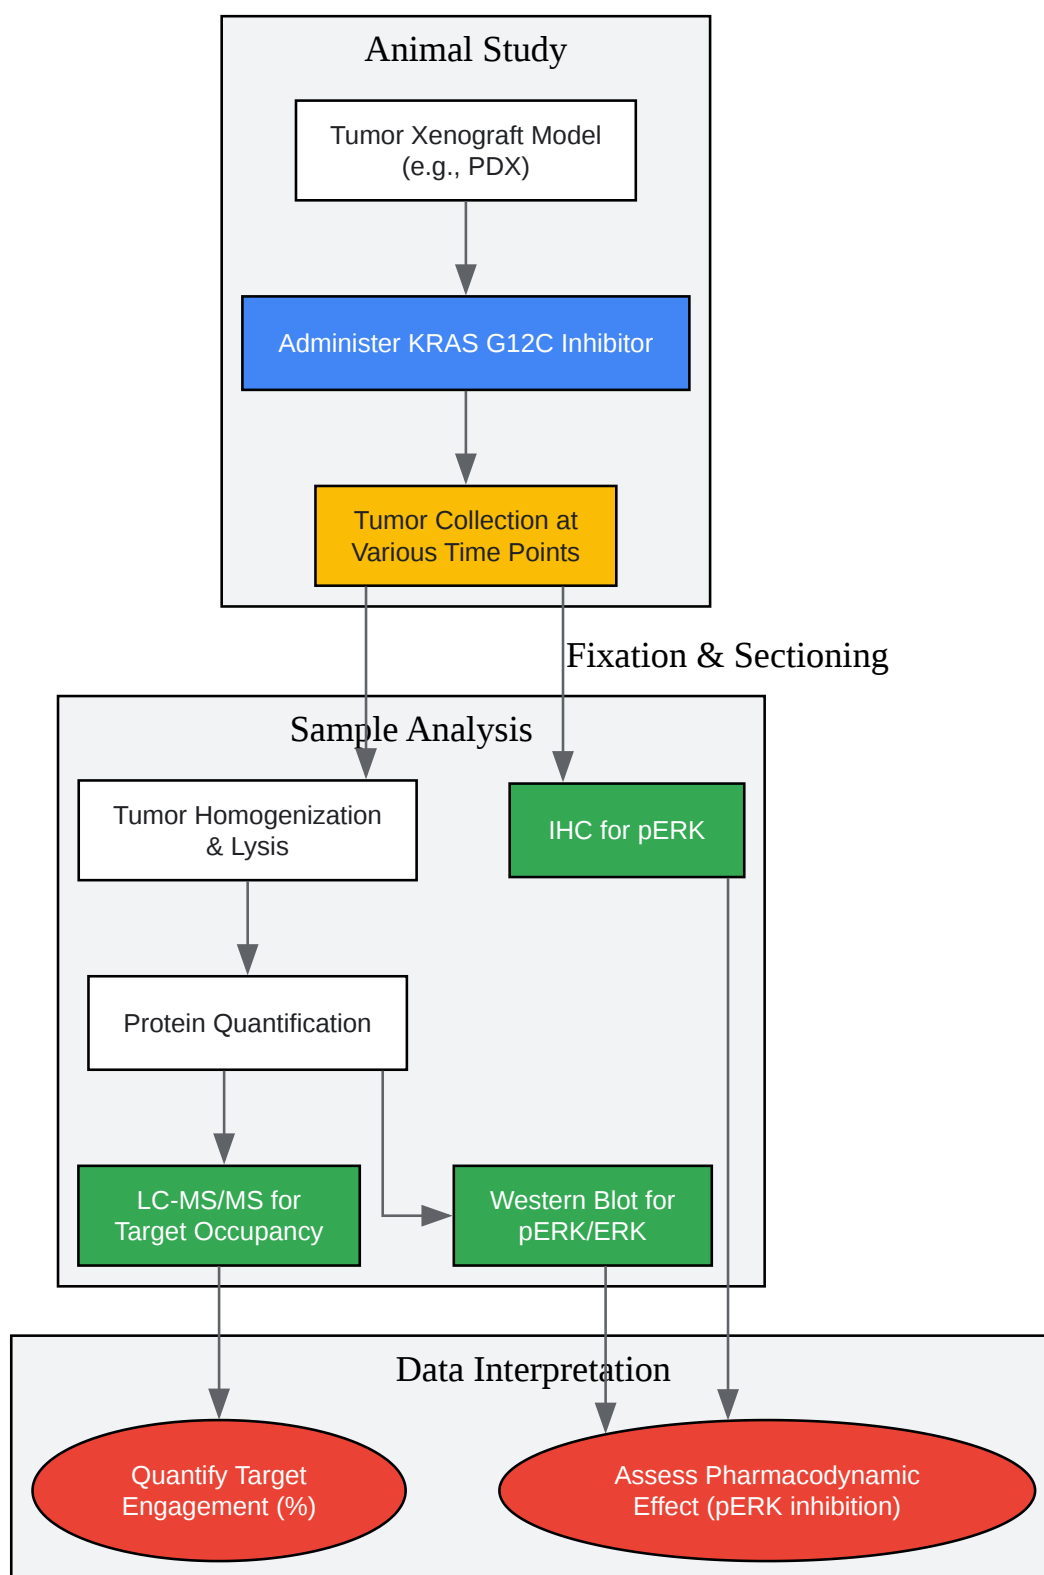 Animal Study
Tumor Xenograft Model
(e.g., PDX)
Administer KRAS G12C Inhibitor
Tumor Collection at
Various Time Points
Fixation & Sectioning
Sample Analysis
Tumor Homogenization
& Lysis
IHC for pERK
Protein Quantification
LC-MS/MS for
Target Occupancy
Western Blot for
pERK/ERK
Data Interpretation
Quantify Target
Engagement (%)
Assess Pharmacodynamic
Effect (pERK inhibition)